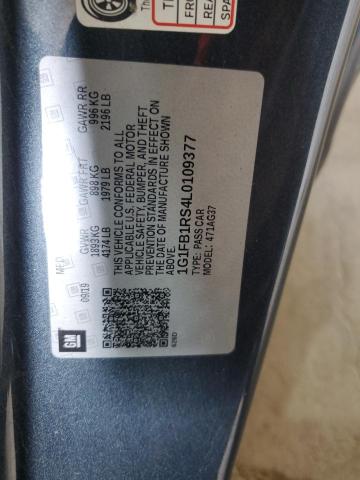 GM
MFD
09/19
GVWR
1893 KG
4174 LB
GAWR FRT
898 KG
1979 LB
GAWR RR
996 KG
2196 LB
THIS VEHICLE CONFORMS TO ALL
APPLICABLE U.S. FEDERAL MOTOR
VEHICLE SAFETY, BUMPER, AND THEFT
PREVENTION STANDARDS IN EFFECT ON
THE DATE OF MANUFACTURE SHOWN
ABOVE.
1G1FB1RS4L0109377
TYPE: PASS CAR
MODEL: 471AG37